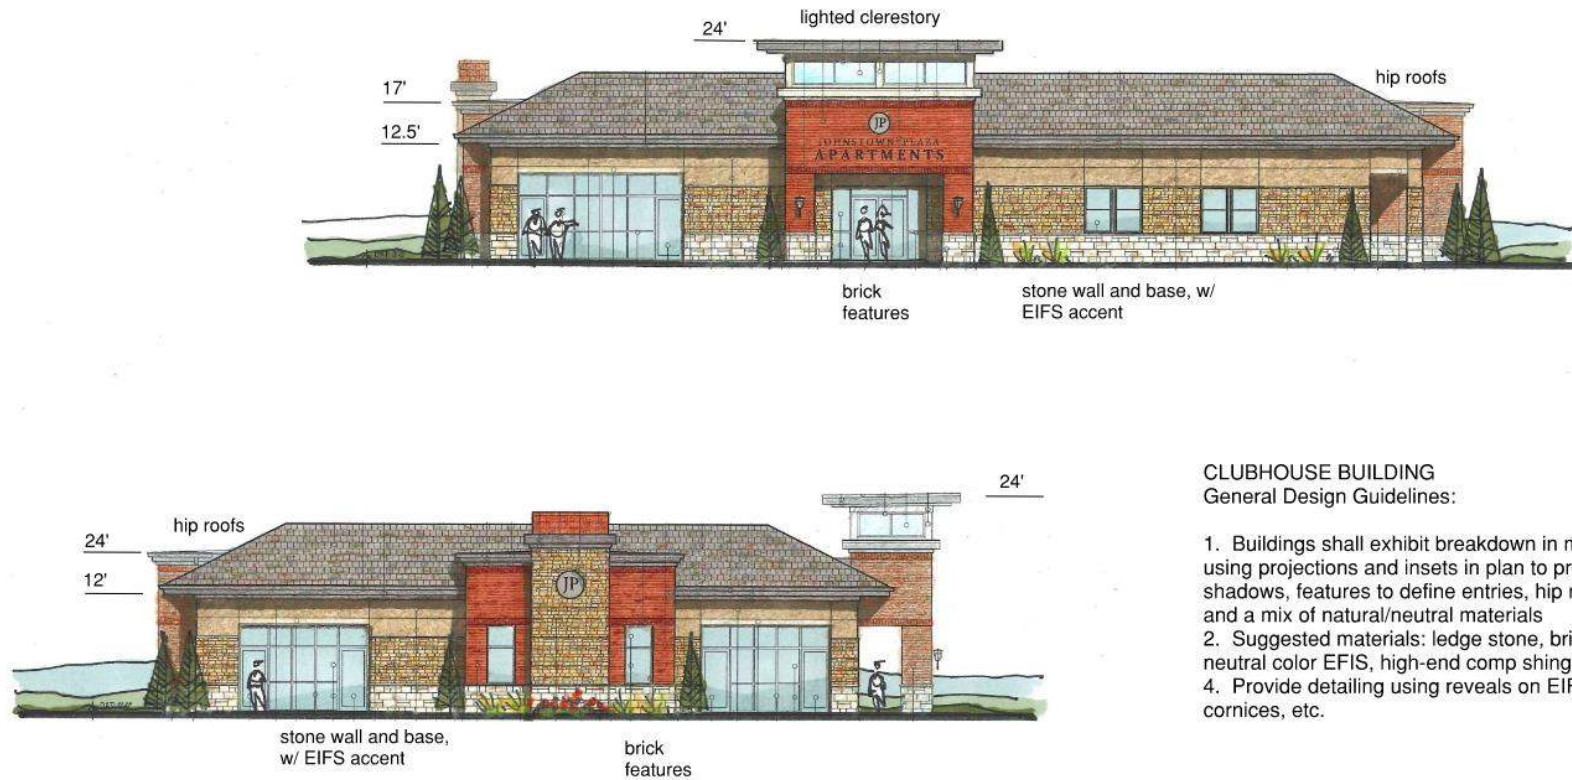 lighted clerestory
24'
17'
hip roofs
12.5'
JP
JOHNSTOWN PLAZA
APARTMENTS
brick
features
stone wall and base, w/
EIFS accent
24'
hip roofs
24'
12'
JP
stone wall and base,
w/ EIFS accent
brick
features
CLUBHOUSE BUILDING
General Design Guidelines:
1. Buildings shall exhibit breakdown in
using projections and insets in plan to
shadows, features to define entries, hip
and a mix of natural/neutral materials
2. Suggested materials: ledge stone,
neutral color EFIS, high-end comp
4. Provide detailing using reveals on
cornices, etc.